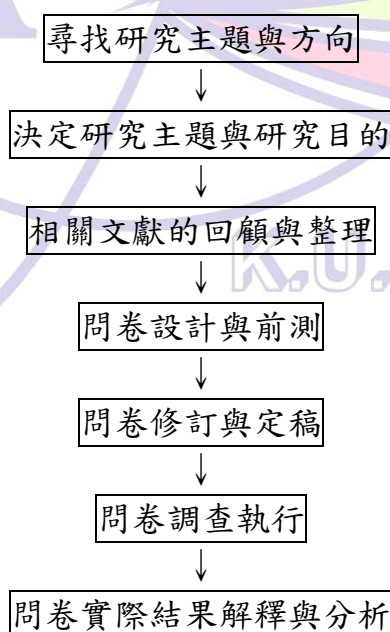 尋找研究主題與方向
決定研究主題與研究目的
相關文獻的回顧與整理
K.U.
問卷設計與前測
問卷修訂與定稿
問卷調查執行
問卷實際結果解釋與分析